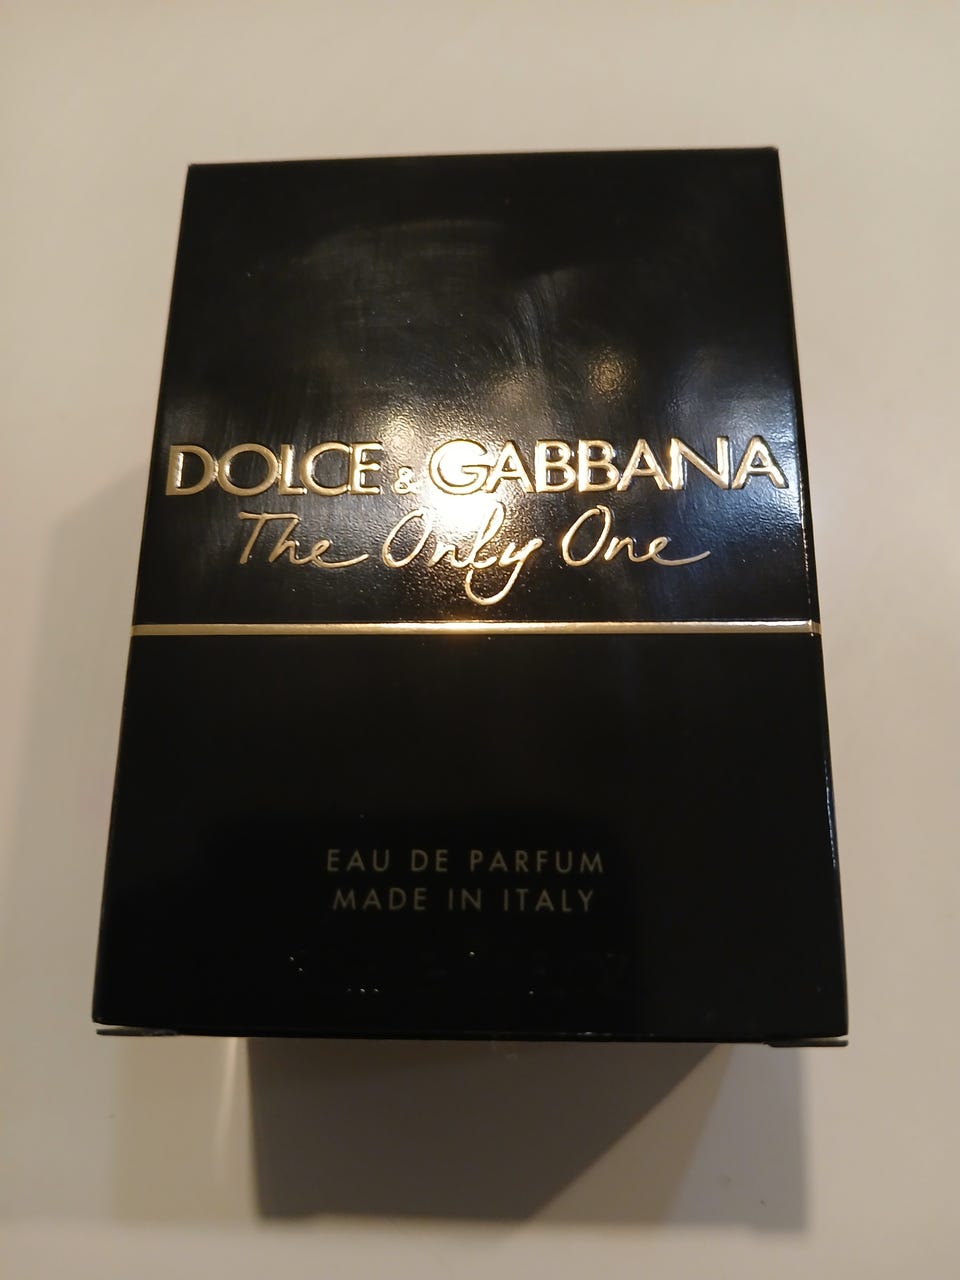 DOLCE & GABBANA
The Only One
EAU DE PARFUM
MADE IN ITALY